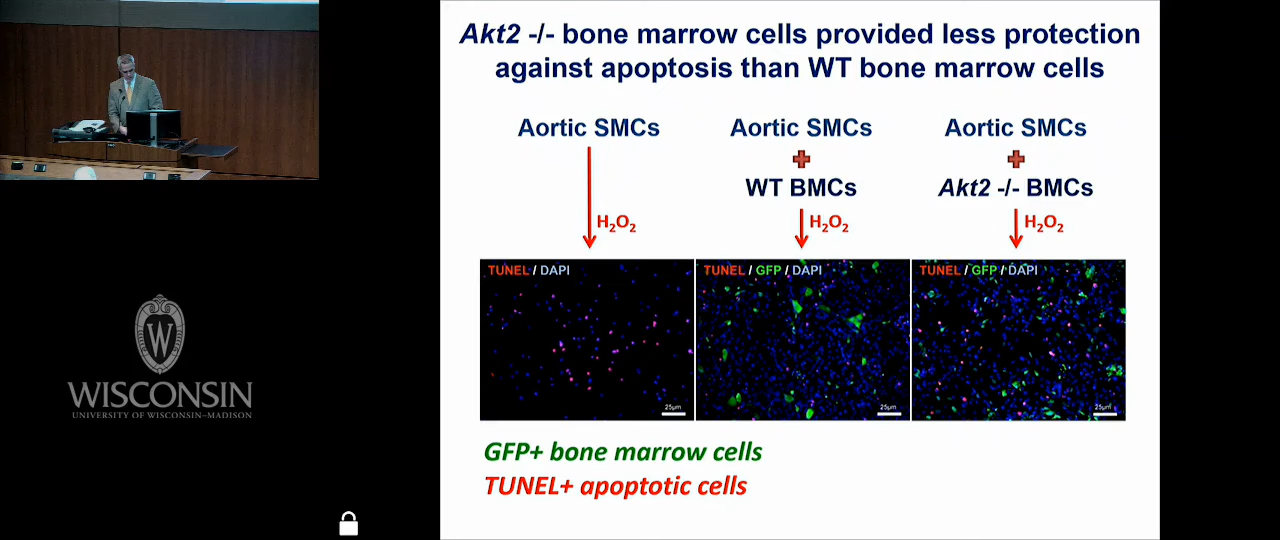 Akt2 -/- bone marrow cells provided less protection
against apoptosis than WT bone marrow cells
Aortic SMCs
H₂O₂
Aortic SMCs
WT BMCs
H₂O₂
Aortic SMCs
Akt2 -/- BMCs
H₂O₂
TUNEL / DAPI
25μm
TUNEL / GFP / DAPI
25μm
TUNEL / GFP / DAPI
25μm
GFP+ bone marrow cells
TUNEL+ apoptotic cells
W
WISCONSIN
UNIVERSITY OF WISCONSIN–MADISON